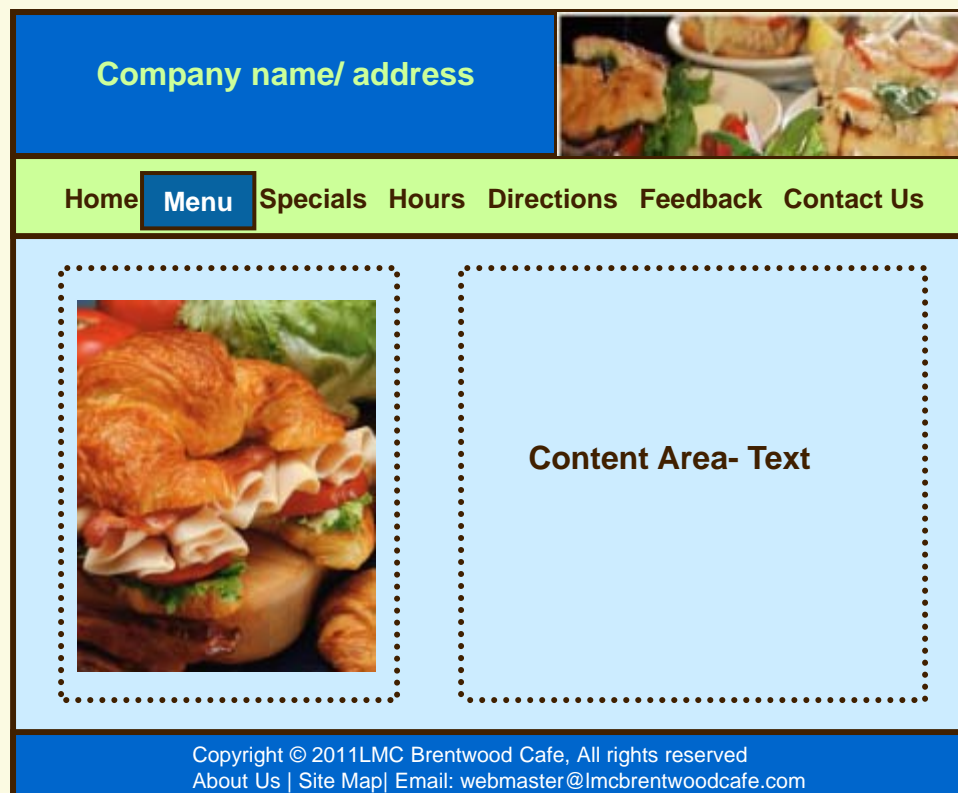 Company name/ address
Home Menu Specials Hours Directions Feedback Contact Us
Content Area- Text
Copyright © 2011LMC Brentwood Cafe, All rights reserved
About Us | Site Map| Email: webmaster@lmcbrentwoodcafe.com